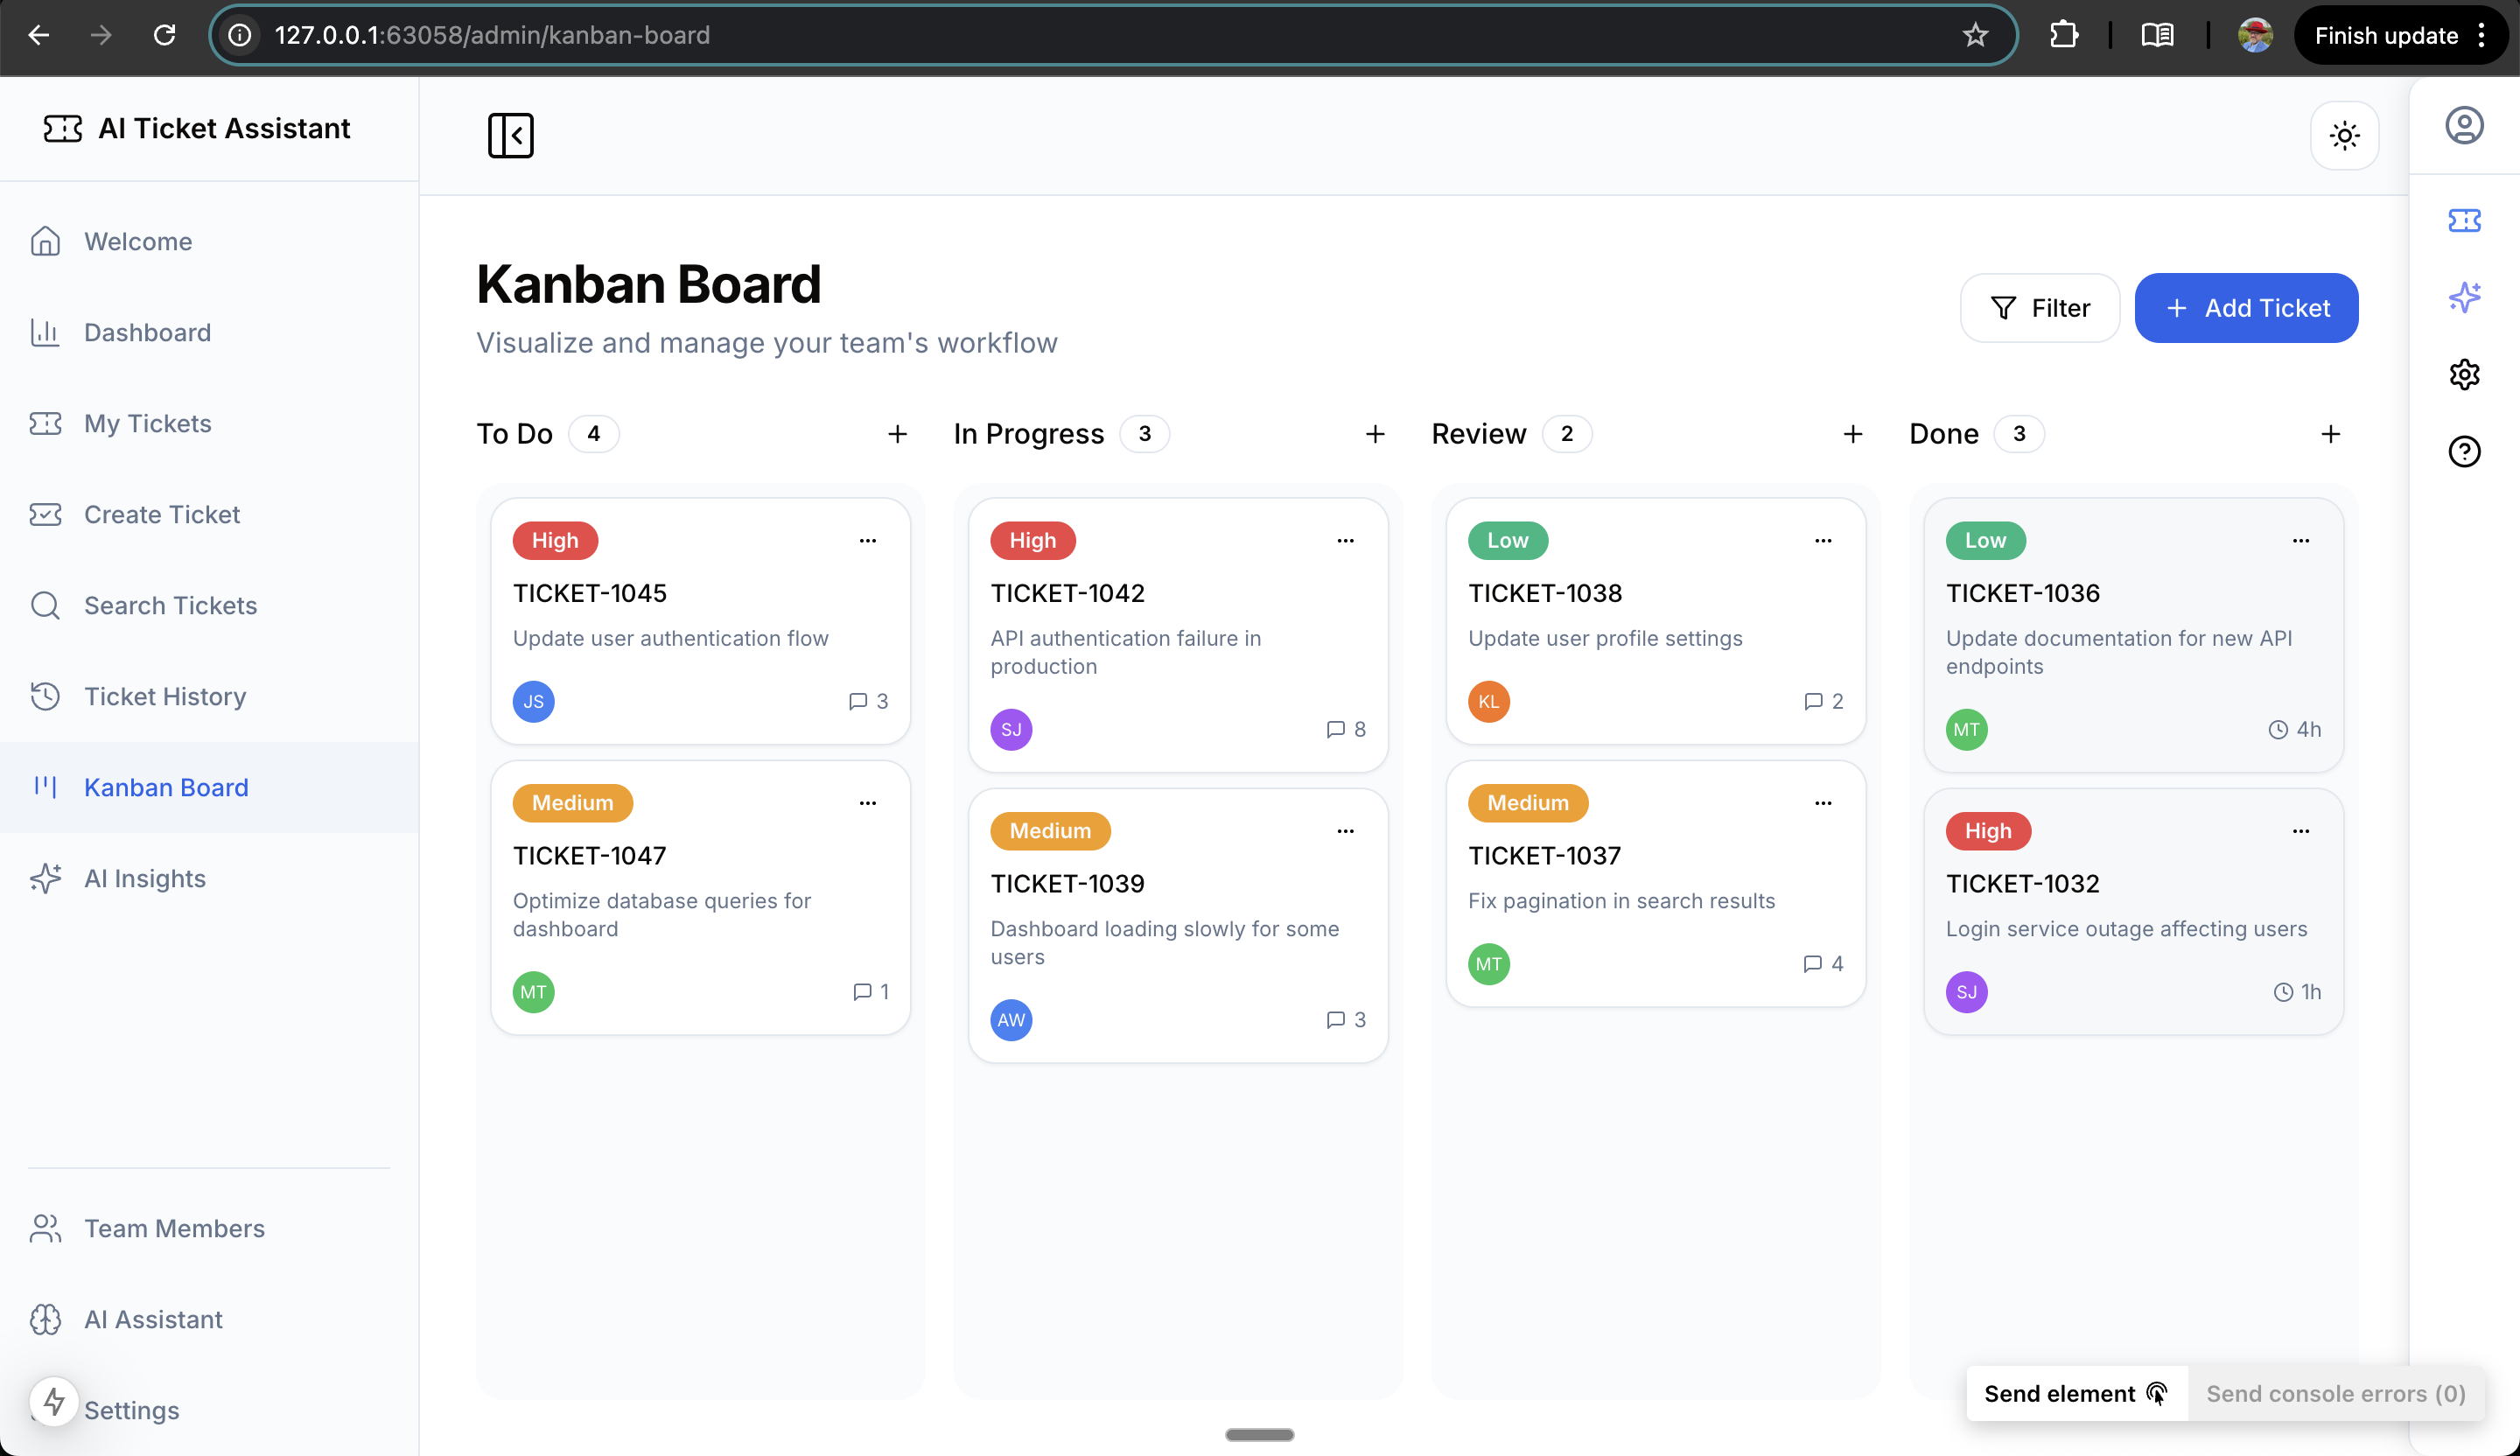 127.0.0.1:63058/admin/kanban-board
Finish update
AI Ticket Assistant
Welcome
Dashboard
My Tickets
Create Ticket
Search Tickets
Ticket History
Kanban Board
AI Insights
Team Members
AI Assistant
Settings
Kanban Board
Visualize and manage your team's workflow
Filter
Add Ticket
To Do 4
High
TICKET-1045
Update user authentication flow
JS 3
Medium
TICKET-1047
Optimize database queries for
dashboard
MT 1
In Progress 3
High
TICKET-1042
API authentication failure in
production
SJ 8
Medium
TICKET-1039
Dashboard loading slowly for some
users
AW 3
Review 2
Low
TICKET-1038
Update user profile settings
KL 2
Medium
TICKET-1037
Fix pagination in search results
MT 4
Done 3
Low
TICKET-1036
Update documentation for new API
endpoints
MT 4h
High
TICKET-1032
Login service outage affecting users
SJ 1h
Send element
Send console errors (0)